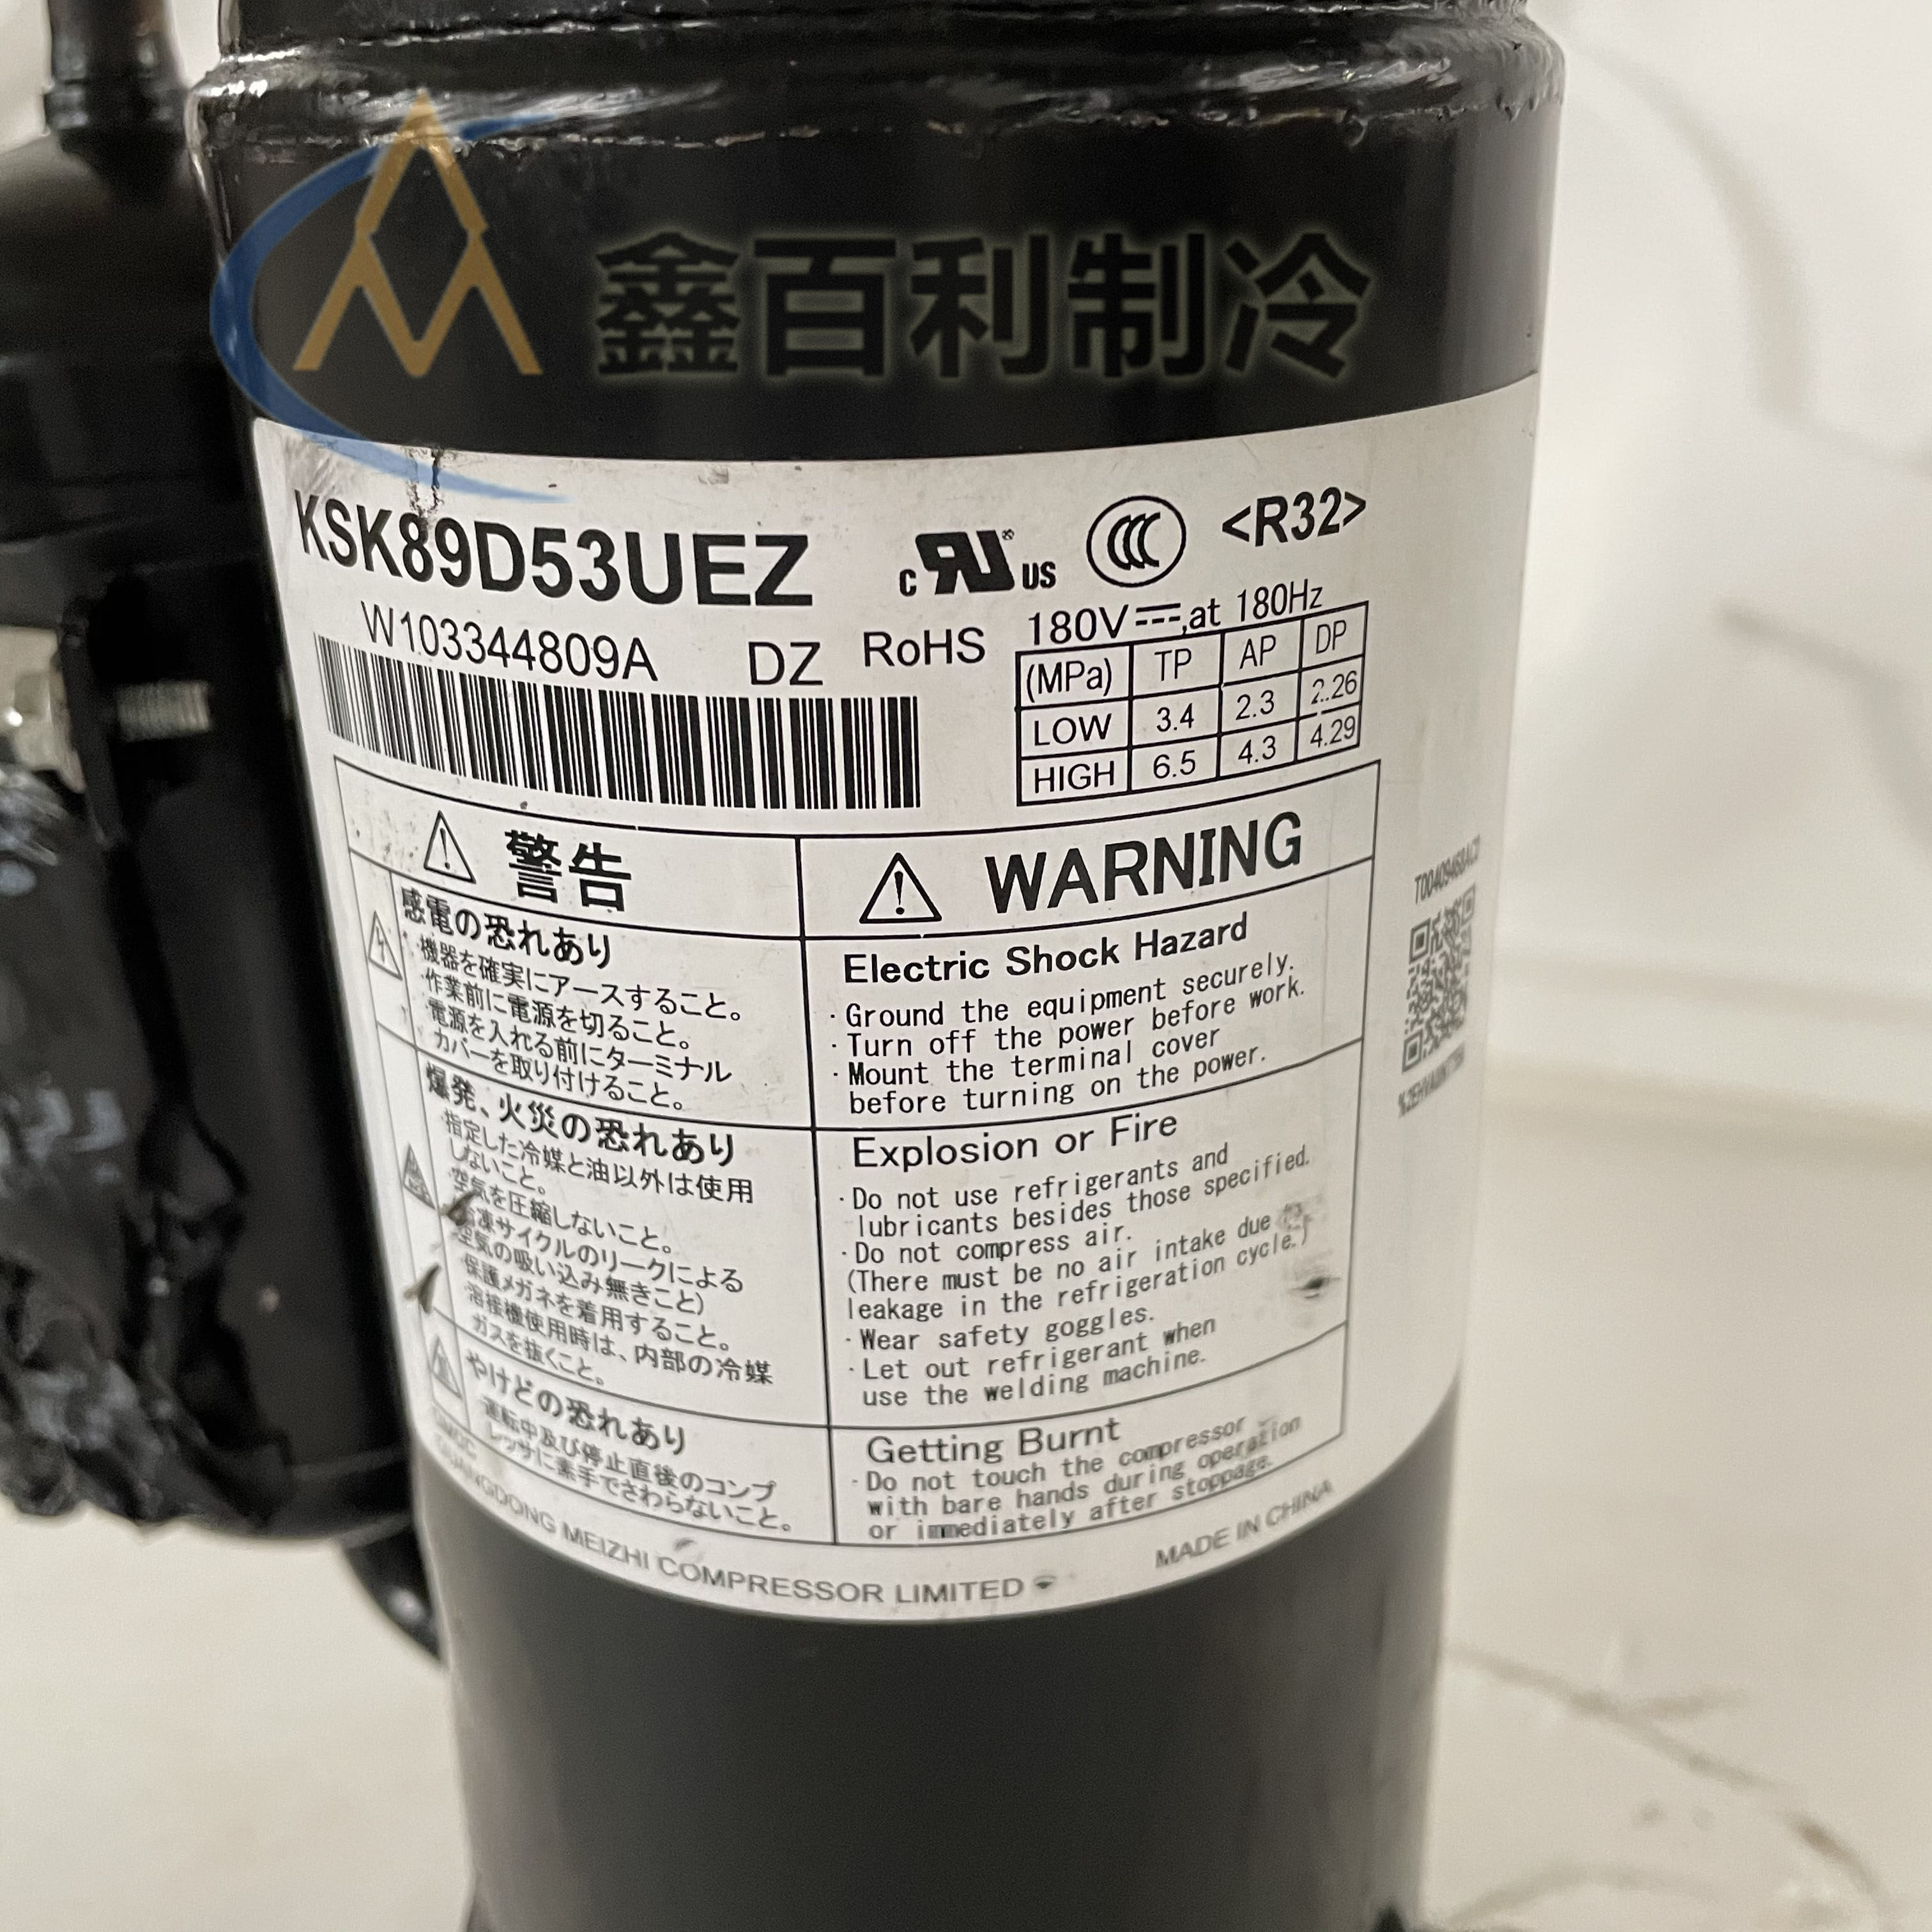 鑫百利制冷
KSK89D53UEZ
c RU® US
CCC
<R32>
W103344809A DZ RoHS
180V⎓,at 180Hz
(MPa) TP AP DP
LOW 3.4 2.3 2.26
HIGH 6.5 4.3 4.29
警告
感電の恐れあり
・機器を確実にアースすること。
・作業前に電源を切ること。
・電源を入れる前にターミナル
カバーを取り付けること。
爆発、火災の恐れあり
・指定した冷媒と油以外は使用
しないこと。
・空気を圧縮しないこと。
冷凍サイクルのリークによる
空気の吸い込み無きこと)
・保護メガネを着用すること。
・溶接機使用時は、内部の冷媒
ガスを抜くこと。
やけどの恐れあり
・運転中及び停止直後のコンプ
レッサに素手でさわらないこと。
WARNING
Electric Shock Hazard
・Ground the equipment securely.
・Turn off the power before work.
・Mount the terminal cover
before turning on the power.
Explosion or Fire
・Do not use refrigerants and
lubricants besides those specified.
・Do not compress air.
(There must be no air intake due
leakage in the refrigeration cycle.)
・Wear safety goggles.
・Let out refrigerant when
use the welding machine.
Getting Burnt
・Do not touch the compressor
with bare hands during operation
or immediately after stoppage.
GUANGDONG MEIZHI COMPRESSOR LIMITED
MADE IN CHINA